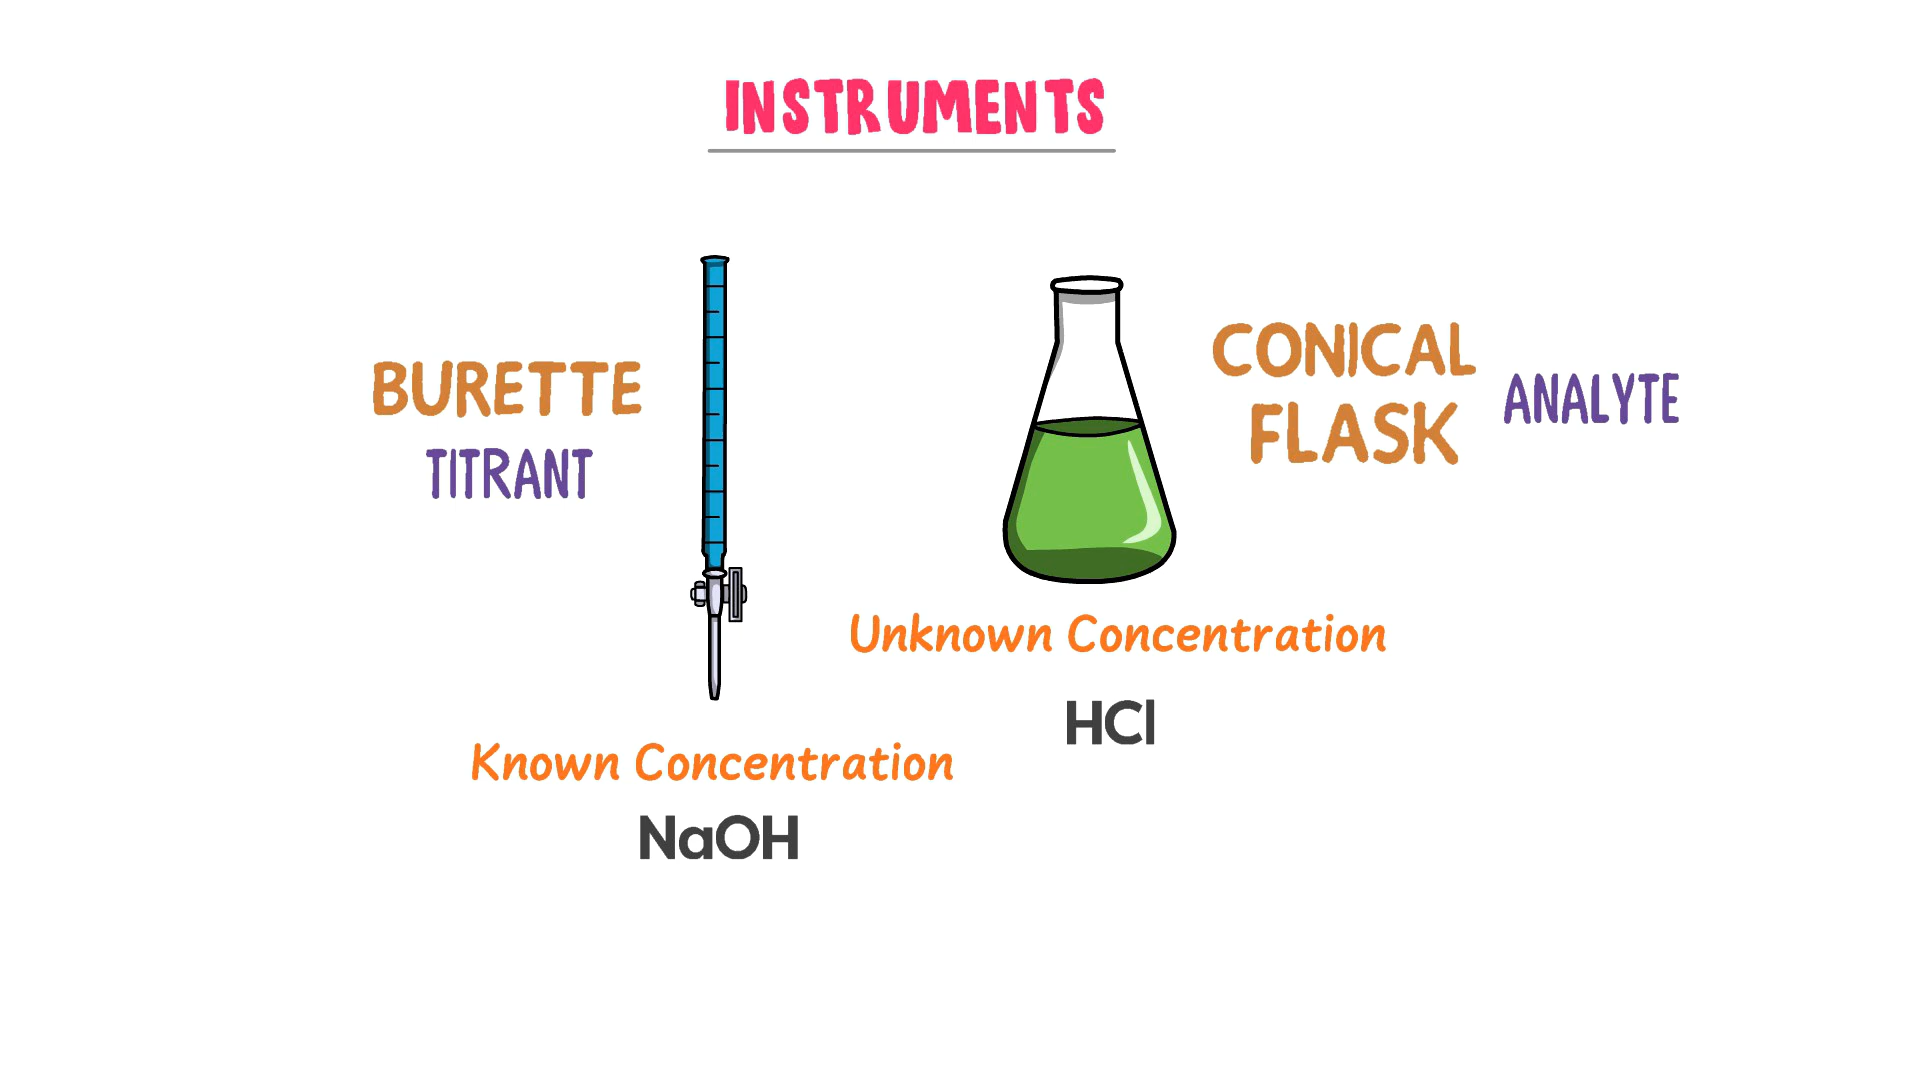 INSTRUMENTS
BURETTE
TITRANT
CONICAL
FLASK
ANALYTE
Unknown Concentration
HCl
Known Concentration
NaOH